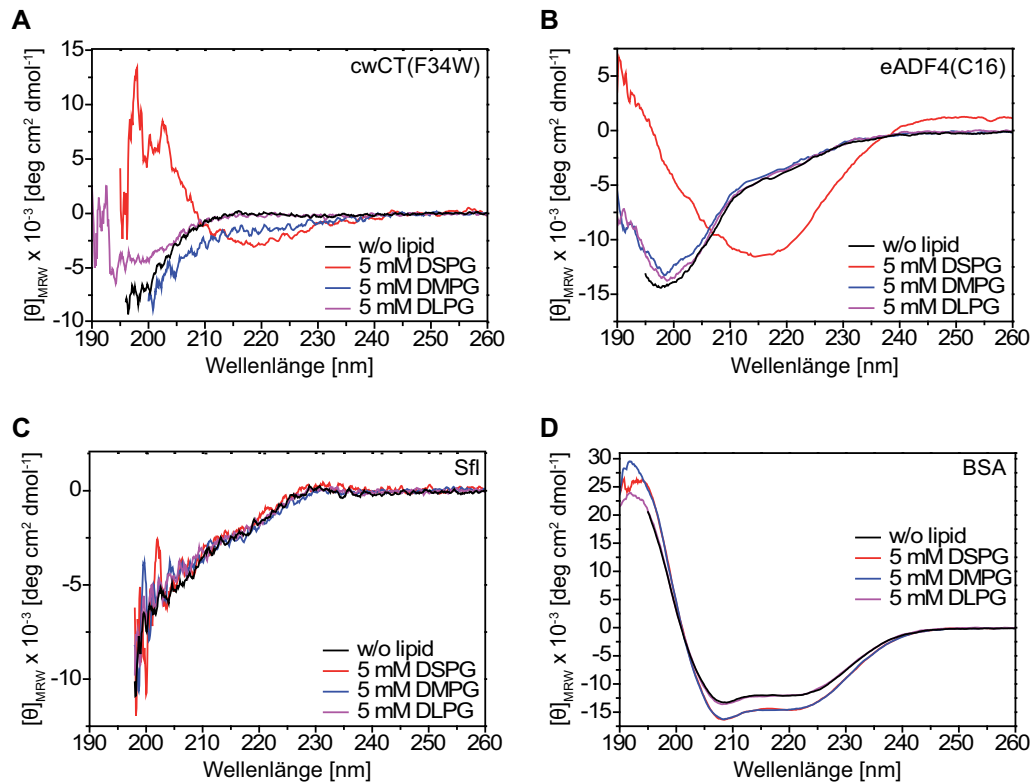 A
cwCT(F34W)
15
10
5
0
-5
-10
[θ]MRW x 10-3 [deg cm2 dmol-1]
w/o lipid
5 mM DSPG
5 mM DMPG
5 mM DLPG
190 200 210 220 230 240 250 260
Wellenlänge [nm]
B
eADF4(C16)
5
0
-5
-10
-15
[θ]MRW x 10-3 [deg cm2 dmol-1]
w/o lipid
5 mM DSPG
5 mM DMPG
5 mM DLPG
190 200 210 220 230 240 250 260
Wellenlänge [nm]
C
Sfl
0
-5
-10
[θ]MRW x 10-3 [deg cm2 dmol-1]
w/o lipid
5 mM DSPG
5 mM DMPG
5 mM DLPG
190 200 210 220 230 240 250 260
Wellenlänge [nm]
D
BSA
30
25
20
15
10
5
0
-5
-10
-15
[θ]MRW x 10-3 [deg cm2 dmol-1]
w/o lipid
5 mM DSPG
5 mM DMPG
5 mM DLPG
190 200 210 220 230 240 250 260
Wellenlänge [nm]